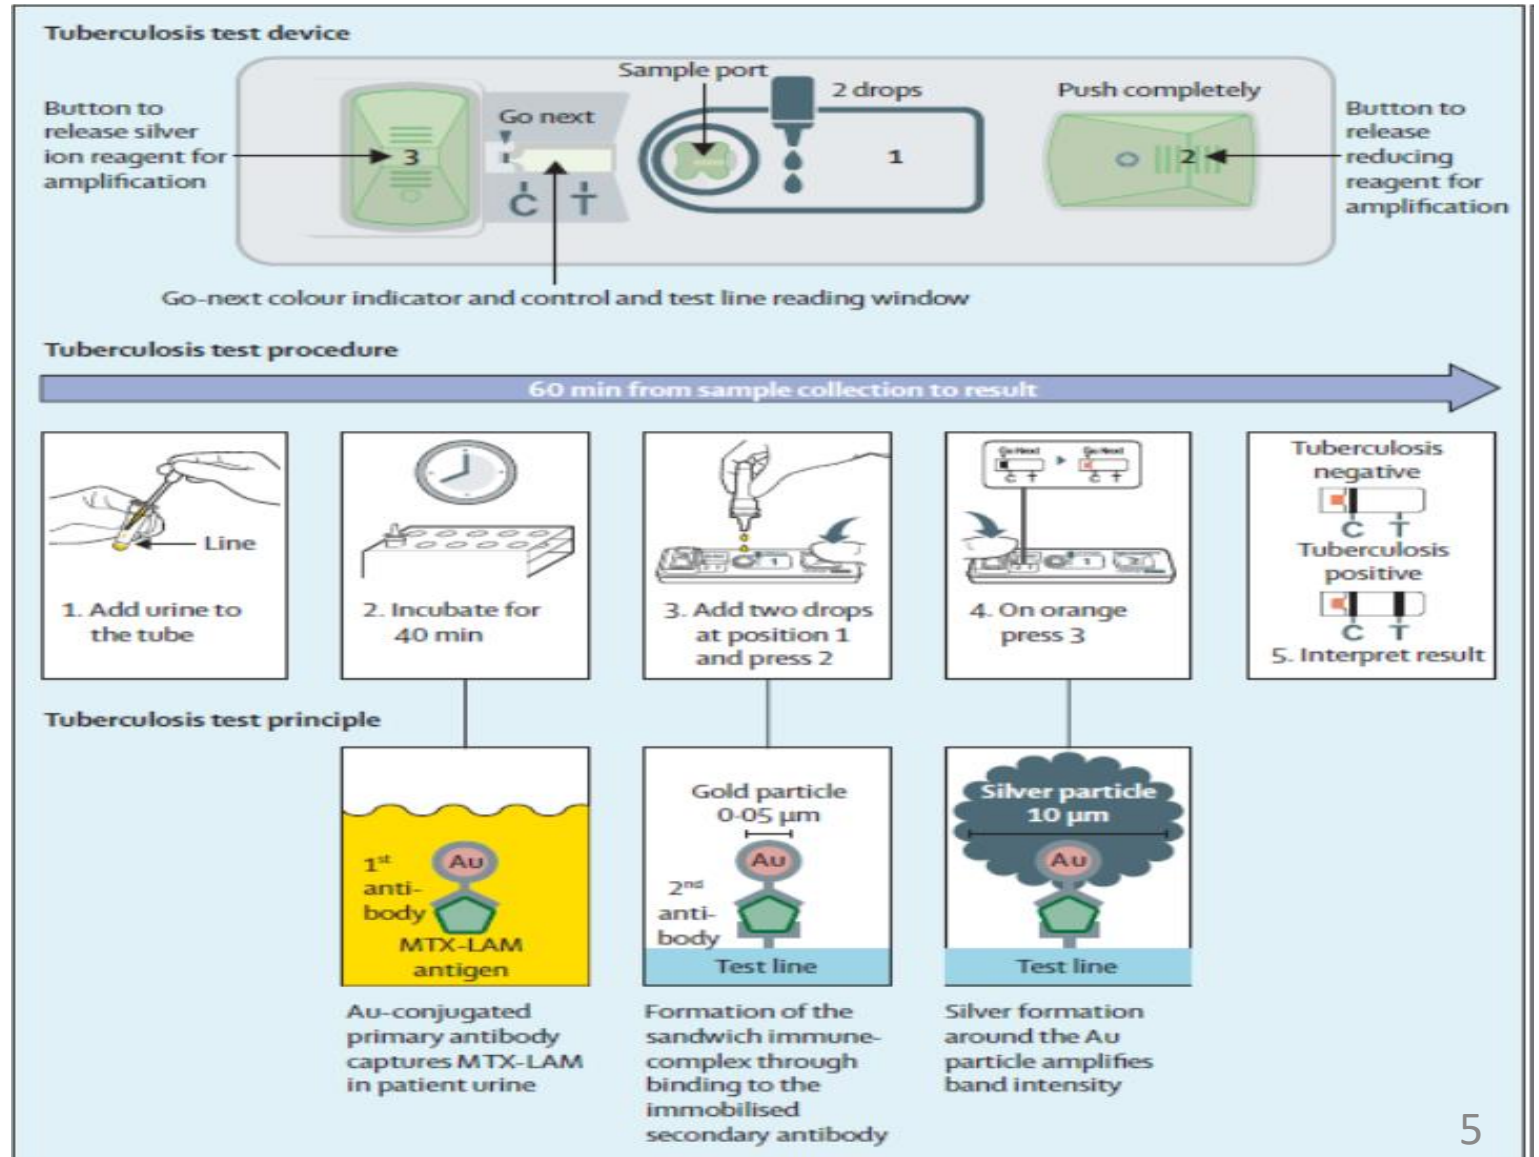 Tuberculosis test device
Button to
release silver
ion reagent for
amplification
3
Go next
C T
Sample port
2 drops
1
Push completely
2
Button to
release
reducing
reagent for
amplification
Go-next colour indicator and control and test line reading window
Tuberculosis test procedure
60 min from sample collection to result
Line
1. Add urine to
the tube
2. Incubate for
40 min
1
3. Add two drops
at position 1
and press 2
Go Next Go Next
C T C T
1 2
4. On orange
press 3
Tuberculosis
negative
C T
Tuberculosis
positive
C T
5. Interpret result
Tuberculosis test principle
1st
anti-
body
Au
MTX-LAM
antigen
Au-conjugated
primary antibody
captures MTX-LAM
in patient urine
Gold particle
0·05 µm
Au
2nd
anti-
body
Test line
Formation of the
sandwich immune-
complex through
binding to the
immobilised
secondary antibody
Silver particle
10 µm
Au
Test line
Silver formation
around the Au
particle amplifies
band intensity
5